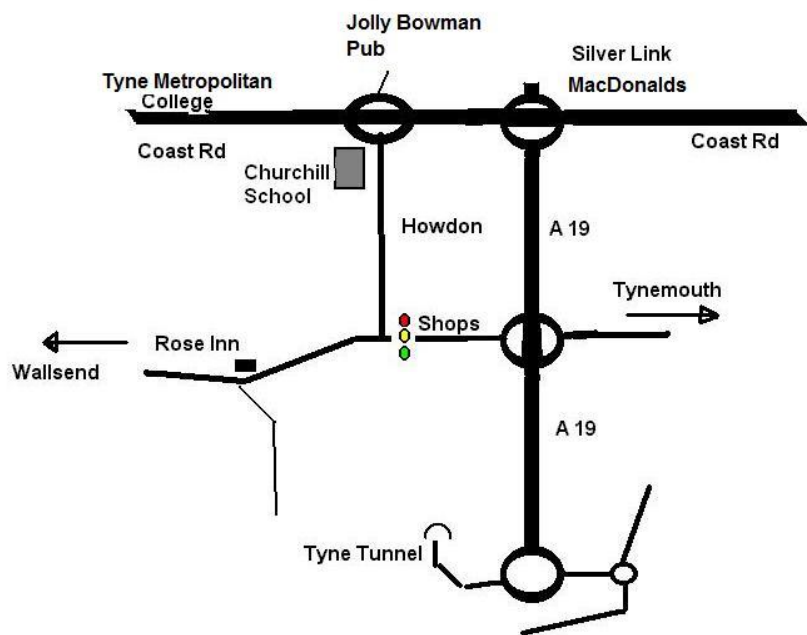 Jolly Bowman
Pub
Silver Link
MacDonalds
Tyne Metropolitan
College
Coast Rd
Coast Rd
Churchill
School
Howdon
A 19
Tynemouth
Shops
Rose Inn
Wallsend
A 19
Tyne Tunnel